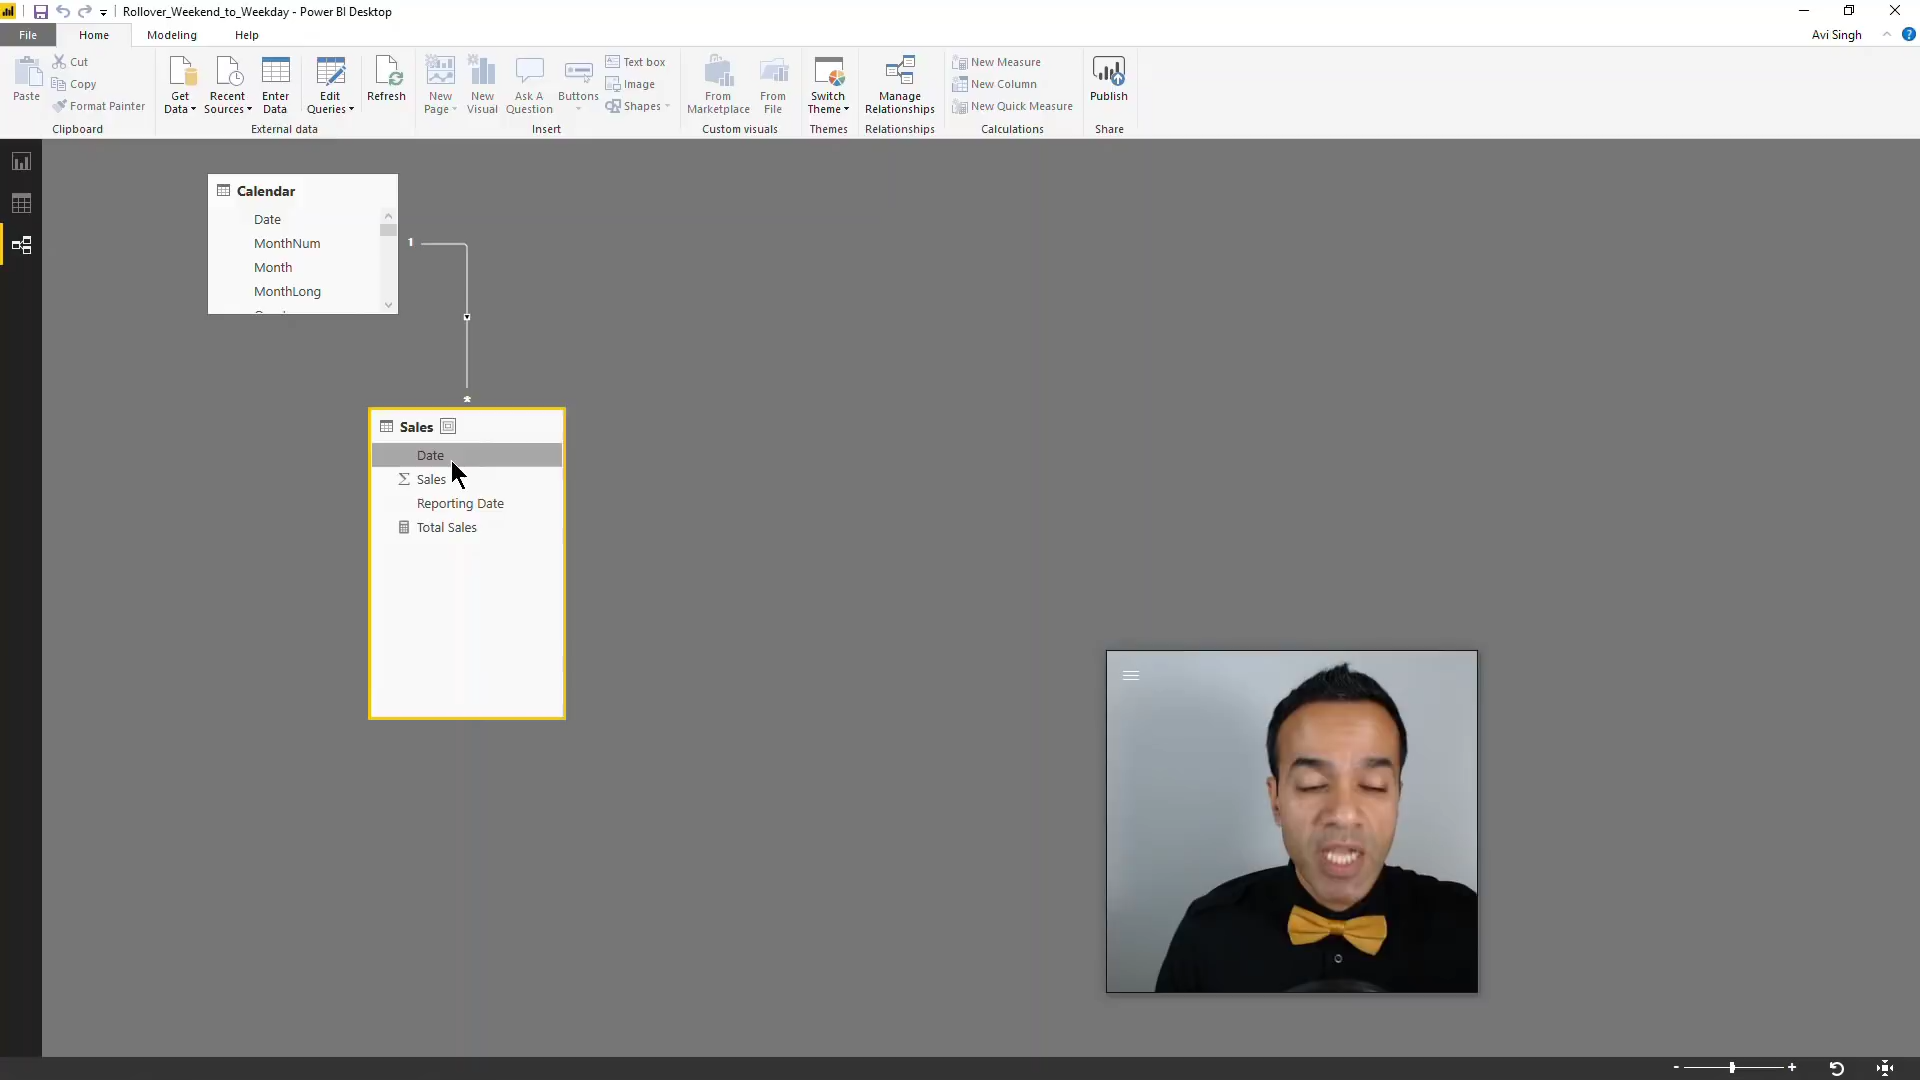 Rollover_Weekend_to_Weekday - Power BI Desktop
File
Home
Modeling
Help
Avi Singh
Paste
Cut
Copy
Format Painter
Clipboard
Get Data
Recent Sources
Enter Data
Edit Queries
Refresh
External data
New Page
New Visual
Ask A Question
Buttons
Text box
Image
Shapes
Insert
From Marketplace
From File
Custom visuals
Switch Theme
Themes
Manage Relationships
Relationships
New Measure
New Column
New Quick Measure
Calculations
Publish
Share
Calendar
Date
MonthNum
Month
MonthLong
1
*
Sales
Date
Σ Sales
Reporting Date
Total Sales